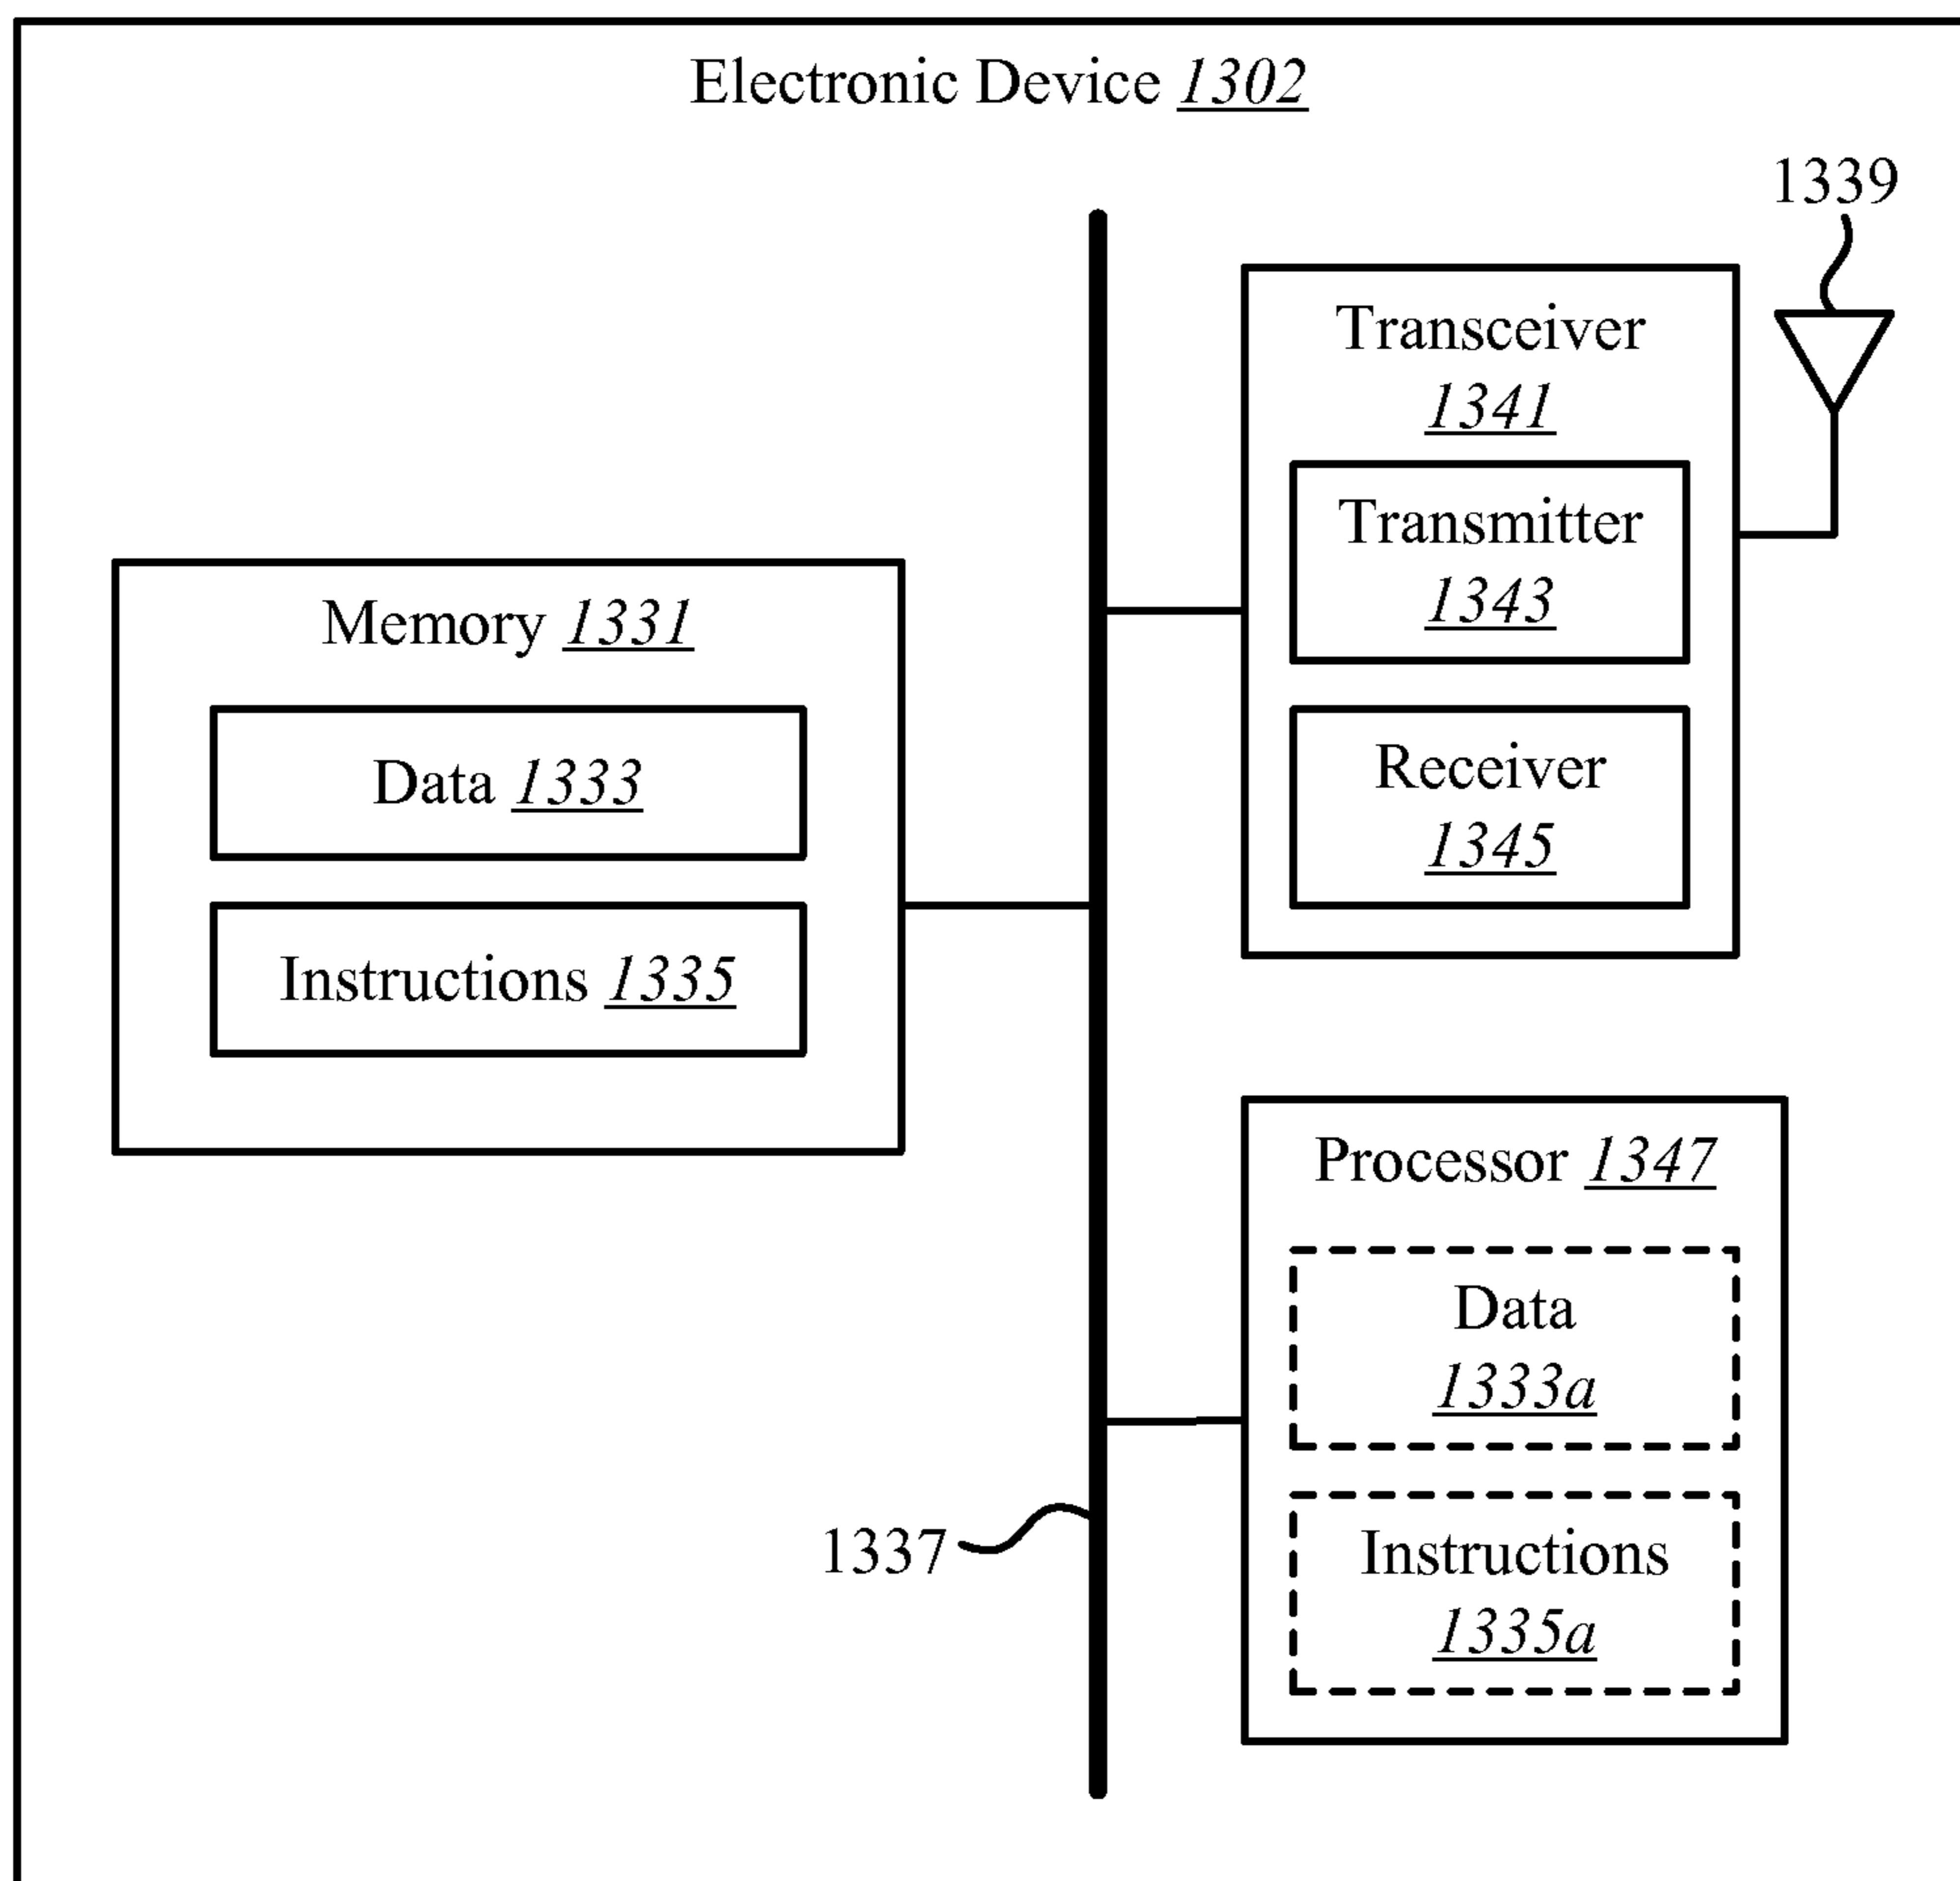 Electronic Device 1302
1339
Transceiver
1341
Transmitter
1343
Receiver
1345
Memory 1331
Data 1333
Instructions 1335
Processor 1347
Data
1333a
Instructions
1335a
1337